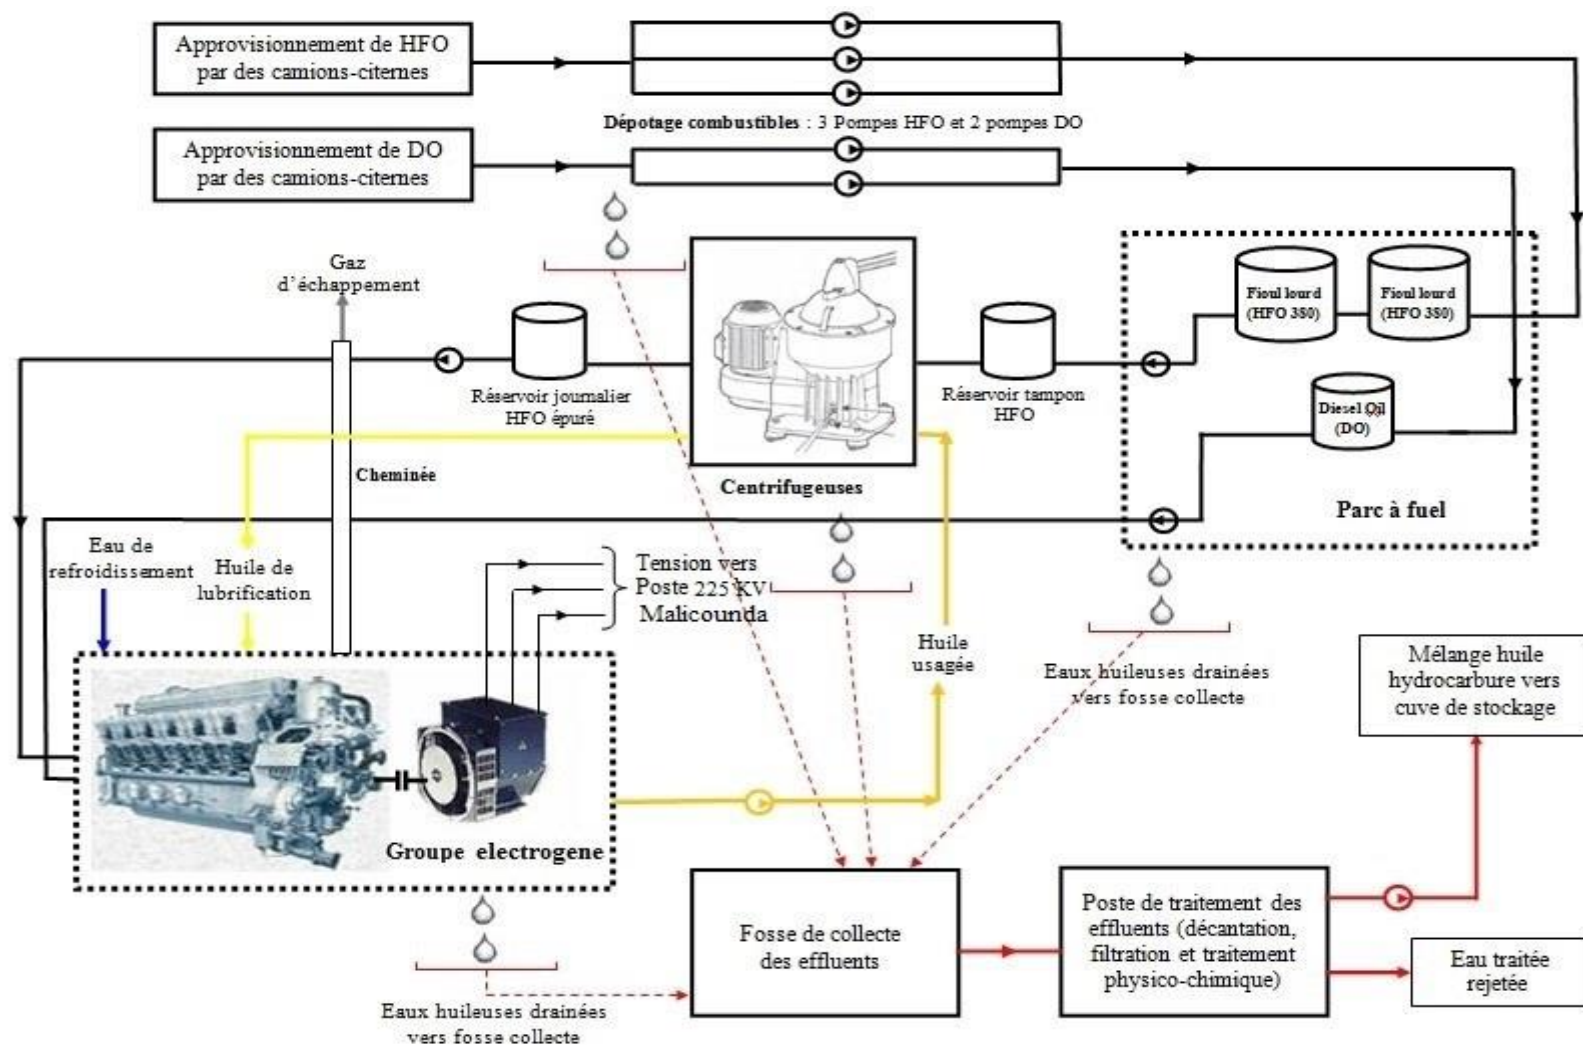 Approvisionnement de HFO
par des camions-citernes
Dépotage combustibles : 3 Pompes HFO et 2 pompes DO
Approvisionnement de DO
par des camions-citernes
Gaz
d’échappement
Fioul lourd
(HFO 380)
Fioul lourd
(HFO 380)
Réservoir journalier
HFO épuré
Réservoir tampon
HFO
Diesel Oil
(DO)
Cheminée
Centrifugeuses
Parc à fuel
Eau de
refroidissement
Huile de
lubrification
Tension vers
Poste 225 KV
Malicounda
Huile
usagée
Eaux huileuses drainées
vers fosse collecte
Mélange huile
hydrocarbure vers
cuve de stockage
Groupe electrogene
Fosse de collecte
des effluents
Poste de traitement des
effluents (décantation,
filtration et traitement
physico-chimique)
Eau traitée
rejetée
Eaux huileuses drainées
vers fosse collecte